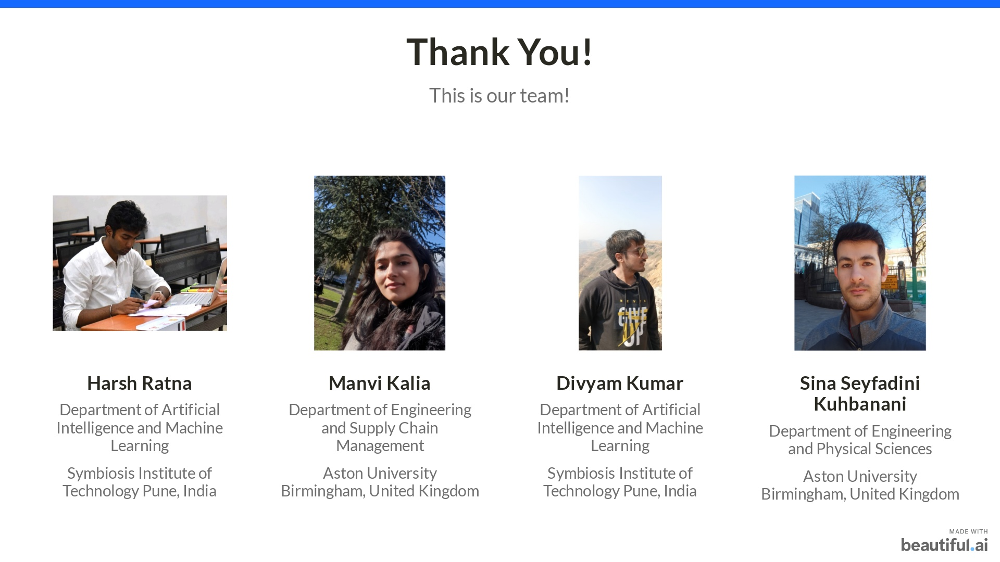 Thank You!
This is our team!
NEVER
GIVE
UP
Harsh Ratna
Department of Artificial
Intelligence and Machine
Learning
Symbiosis Institute of
Technology Pune, India
Manvi Kalia
Department of Engineering
and Supply Chain
Management
Aston University
Birmingham, United Kingdom
Divyam Kumar
Department of Artificial
Intelligence and Machine
Learning
Symbiosis Institute of
Technology Pune, India
Sina Seyfadini
Kuhbanani
Department of Engineering
and Physical Sciences
Aston University
Birmingham, United Kingdom
MADE WITH
beautiful.ai